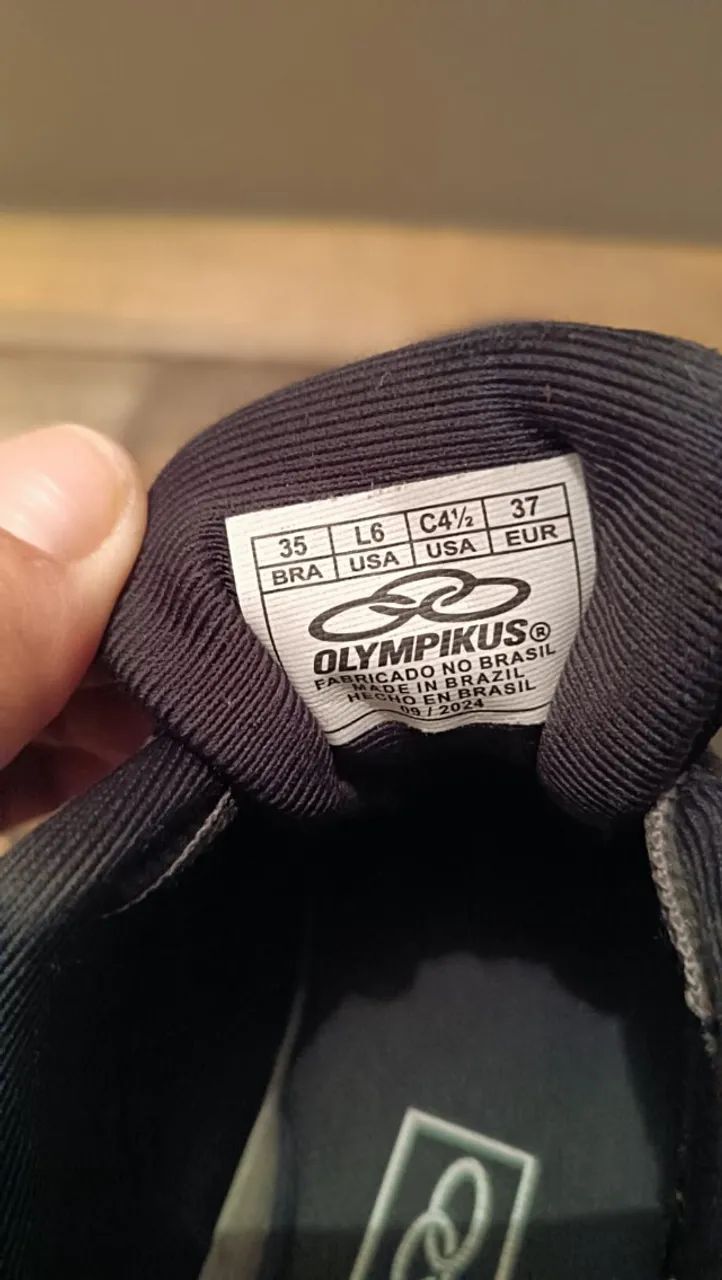 35 L6 C4½ 37
BRA USA USA EUR
OLYMPIKUS®
FABRICADO NO BRASIL
MADE IN BRAZIL
HECHO EN BRASIL
09 / 2024